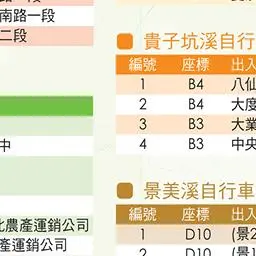 南路一段
二段
中
北農產運銷公司
產運銷公司
貴子坑溪自行
編號 座標 出入
1 B4 八仙
2 B4 大度
3 B3 大業
4 B3 中央
景美溪自行車
編號 座標 出入
1 D10 (景2
2 D10 (景1